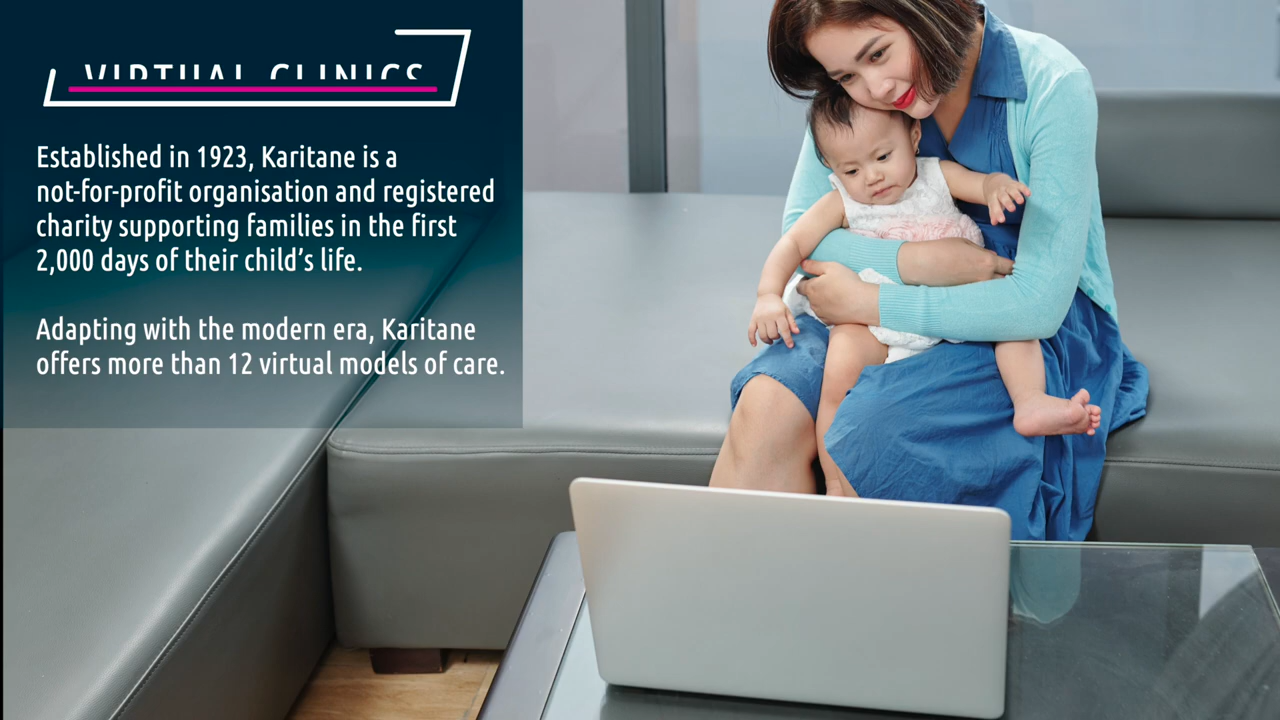 VIRTUAL CLINICS
Established in 1923, Karitane is a
not-for-profit organisation and registered
charity supporting families in the first
2,000 days of their child’s life.
Adapting with the modern era, Karitane
offers more than 12 virtual models of care.